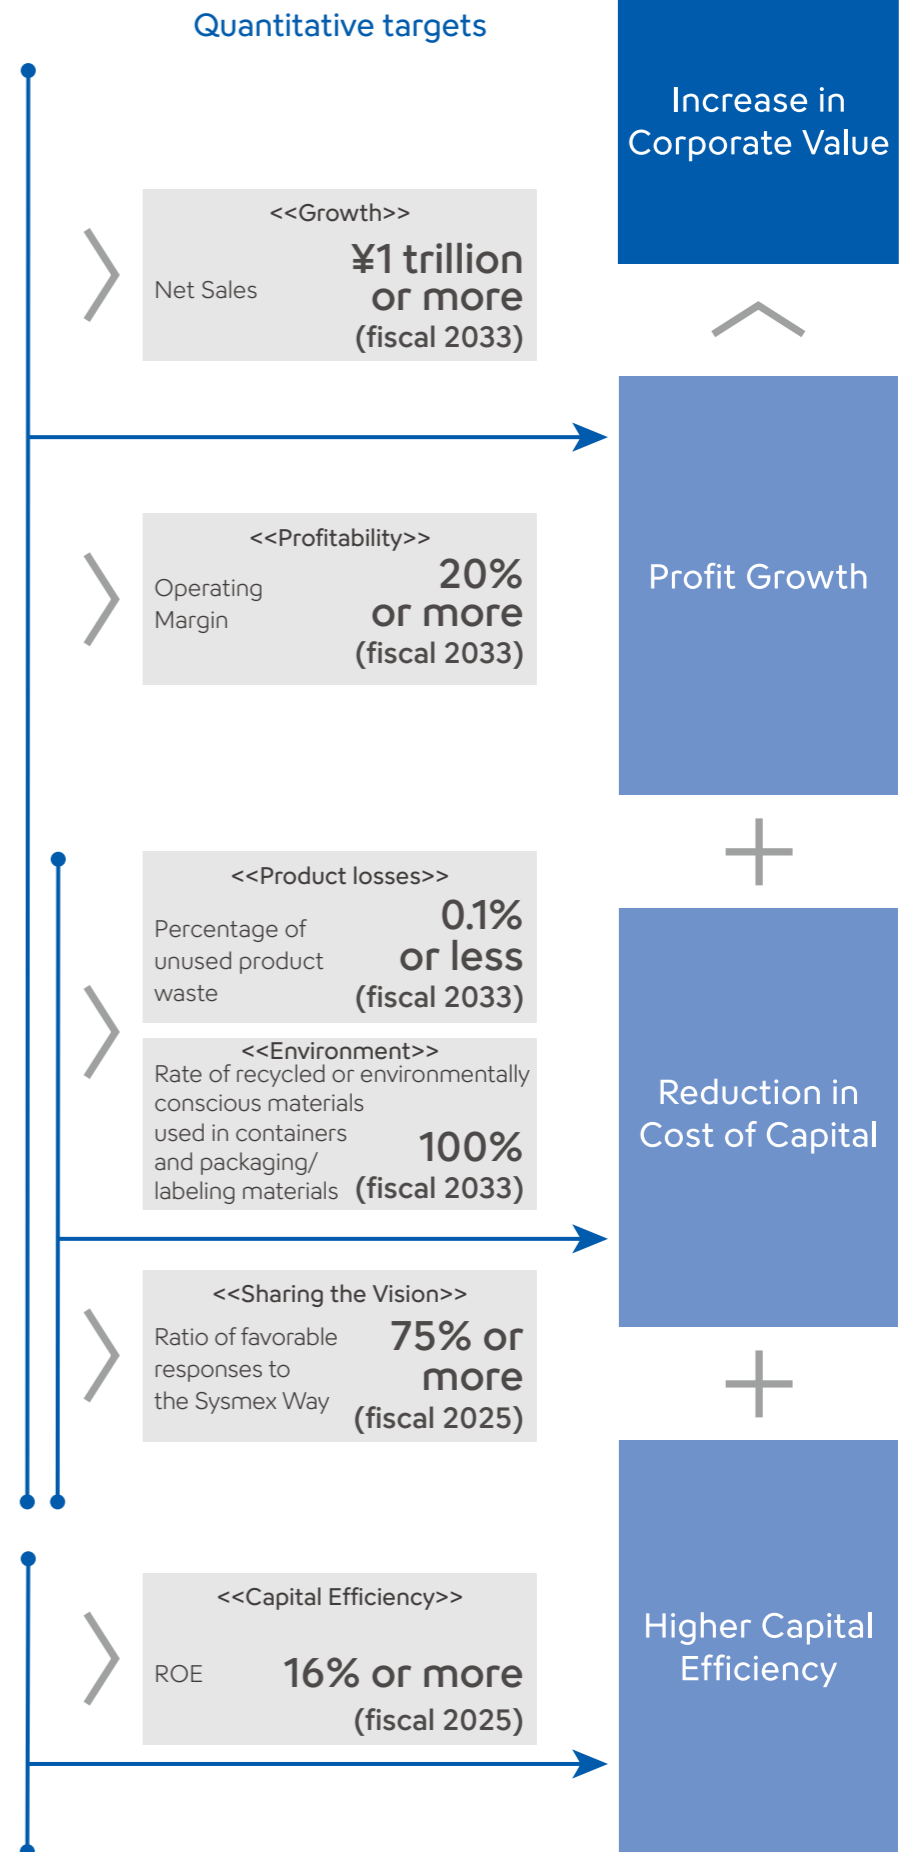 Quantitative targets
Increase in
Corporate Value
<<Growth>>
Net Sales
¥1 trillion
or more
(fiscal 2033)
<<Profitability>>
Operating
Margin
20%
or more
(fiscal 2033)
Profit Growth
<<Product losses>>
Percentage of
unused product
waste
0.1%
or less
(fiscal 2033)
<<Environment>>
Rate of recycled or environmentally
conscious materials
used in containers
and packaging/
labeling materials
100%
(fiscal 2033)
Reduction in
Cost of Capital
<<Sharing the Vision>>
Ratio of favorable
responses to
the Sysmex Way
75% or
more
(fiscal 2025)
<<Capital Efficiency>>
ROE
16% or more
(fiscal 2025)
Higher Capital
Efficiency